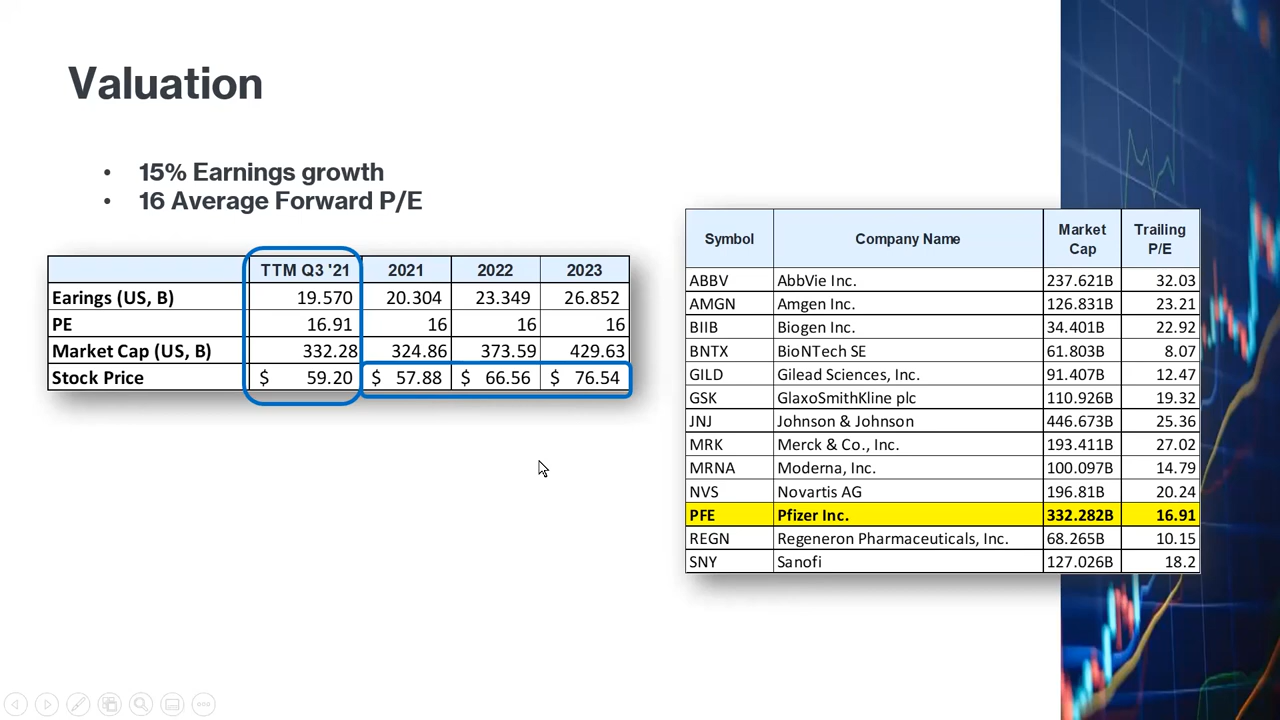 Valuation
• 15% Earnings growth
• 16 Average Forward P/E
TTM Q3 '21 2021 2022 2023
Earings (US, B) 19.570 20.304 23.349 26.852
PE 16.91 16 16 16
Market Cap (US, B) 332.28 324.86 373.59 429.63
Stock Price $ 59.20 $ 57.88 $ 66.56 $ 76.54
Symbol Company Name Market Cap Trailing P/E
ABBV AbbVie Inc. 237.621B 32.03
AMGN Amgen Inc. 126.831B 23.21
BIIB Biogen Inc. 34.401B 22.92
BNTX BioNTech SE 61.803B 8.07
GILD Gilead Sciences, Inc. 91.407B 12.47
GSK GlaxoSmithKline plc 110.926B 19.32
JNJ Johnson & Johnson 446.673B 25.36
MRK Merck & Co., Inc. 193.411B 27.02
MRNA Moderna, Inc. 100.097B 14.79
NVS Novartis AG 196.81B 20.24
PFE Pfizer Inc. 332.282B 16.91
REGN Regeneron Pharmaceuticals, Inc. 68.265B 10.15
SNY Sanofi 127.026B 18.2